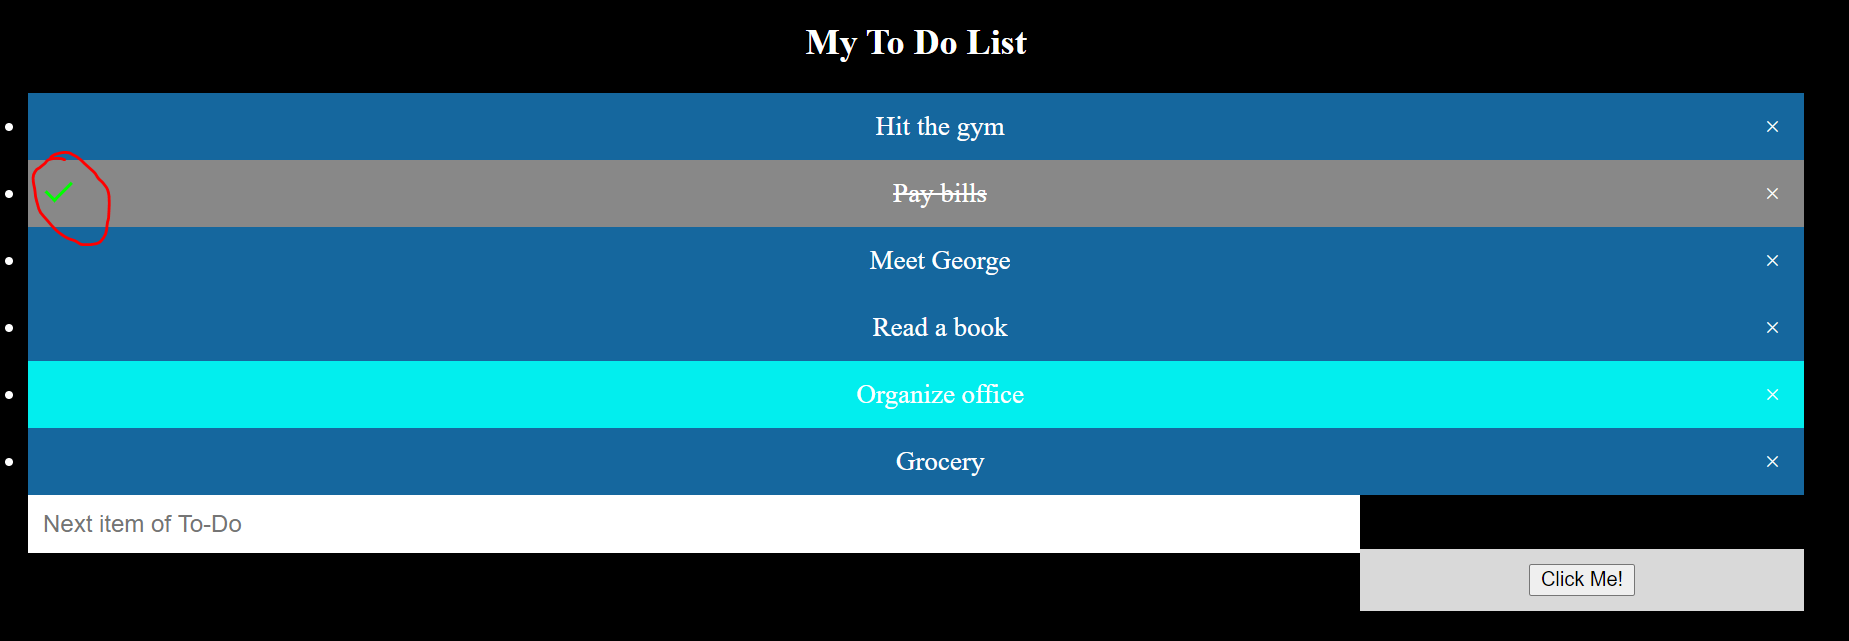 My To Do List
Hit the gym ×
Pay bills ×
Meet George ×
Read a book ×
Organize office ×
Grocery ×
Next item of To-Do
Click Me!